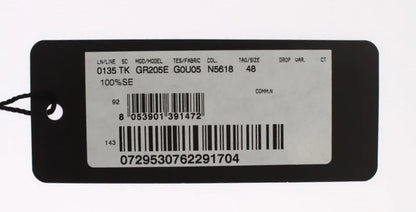 LN/LINE SC MOD/MODEL TES/FABRIC COL. TAG/SIZE DROP VAR. CT
0135 TK GR205E G0U05 N5618 48
100%SE
COMM.N
92
8 053901 391472
143
0729530762291704